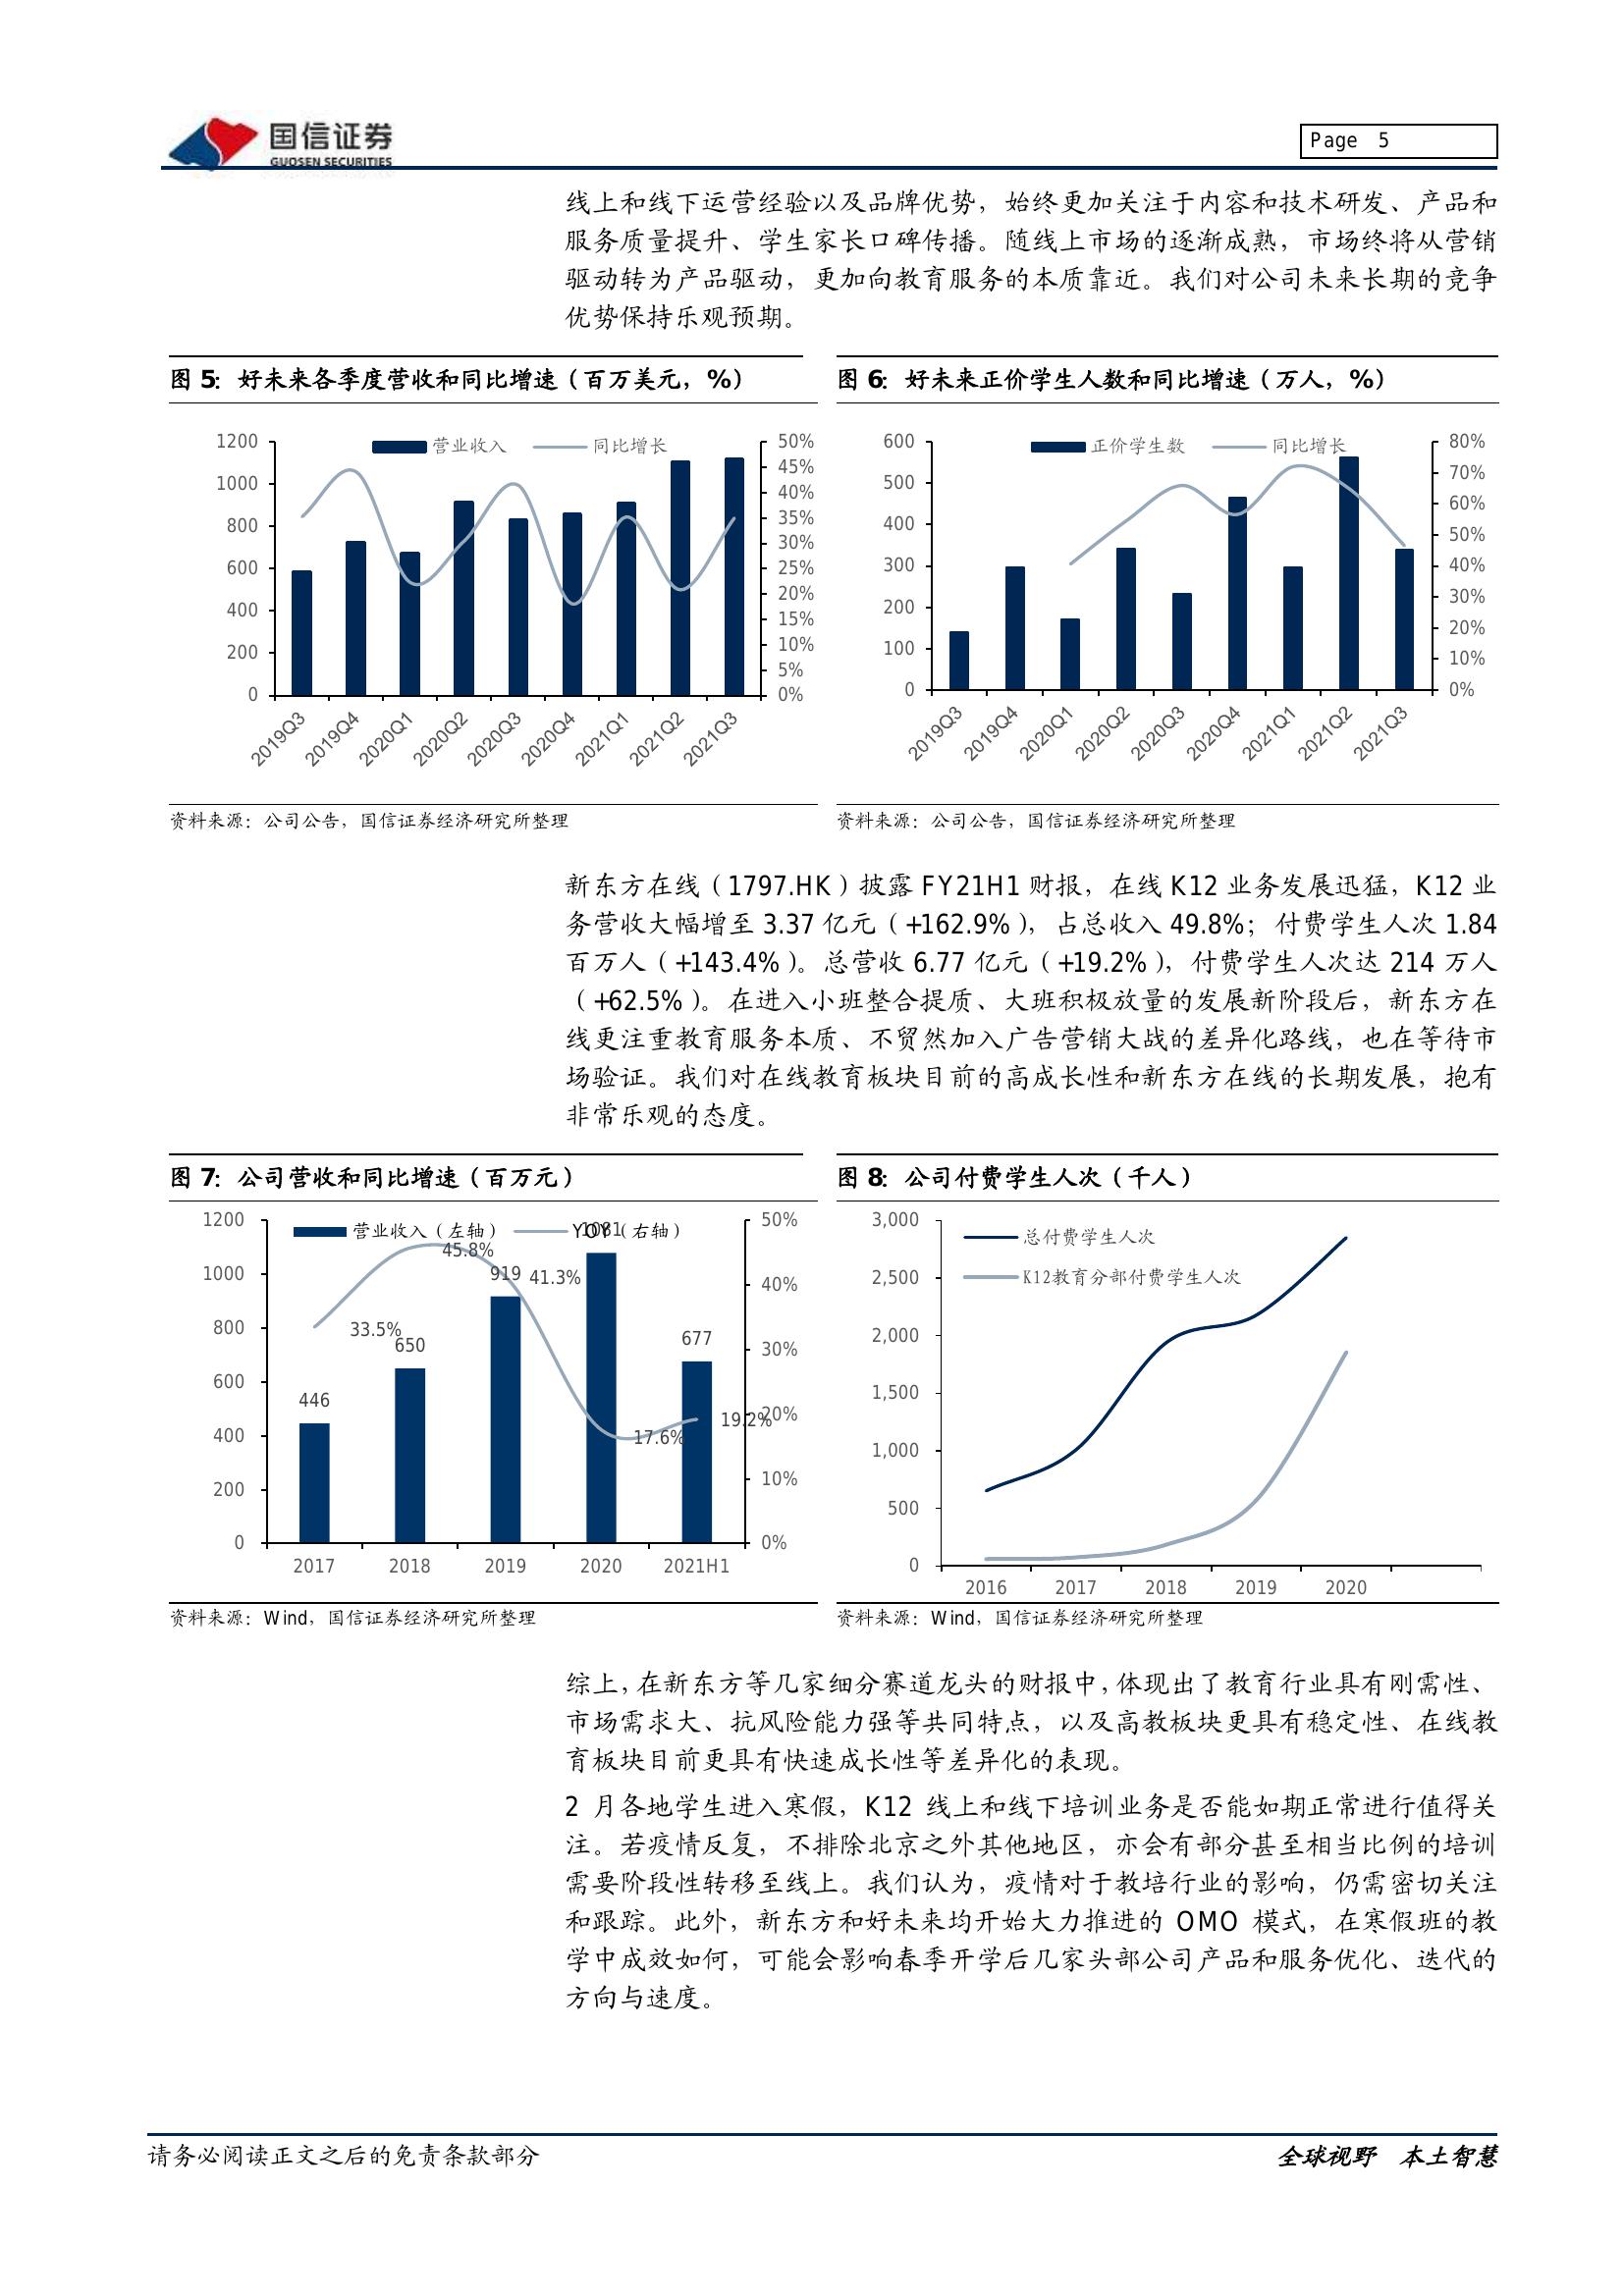 国信证券
GUOSEN SECURITIES
Page 5
线上和线下运营经验以及品牌优势，始终更加关注于内容和技术研发、产品和
服务质量提升、学生家长口碑传播。随线上市场的逐渐成熟，市场终将从营销
驱动转为产品驱动，更加向教育服务的本质靠近。我们对公司未来长期的竞争
优势保持乐观预期。
图 5：好未来各季度营收和同比增速（百万美元，%）
营业收入 同比增长
1200
1000
800
600
400
200
0
50%
45%
40%
35%
30%
25%
20%
15%
10%
5%
0%
2019Q3 2019Q4 2020Q1 2020Q2 2020Q3 2020Q4 2021Q1 2021Q2 2021Q3
资料来源：公司公告，国信证券经济研究所整理
图 6：好未来正价学生人数和同比增速（万人，%）
正价学生数 同比增长
600
500
400
300
200
100
0
80%
70%
60%
50%
40%
30%
20%
10%
0%
2019Q3 2019Q4 2020Q1 2020Q2 2020Q3 2020Q4 2021Q1 2021Q2 2021Q3
资料来源：公司公告，国信证券经济研究所整理
新东方在线（1797.HK）披露 FY21H1 财报，在线 K12 业务发展迅猛，K12 业
务营收大幅增至 3.37 亿元（+162.9%），占总收入 49.8%；付费学生人次 1.84
百万人（+143.4%）。总营收 6.77 亿元（+19.2%），付费学生人次达 214 万人
（+62.5%）。在进入小班整合提质、大班积极放量的发展新阶段后，新东方在
线更注重教育服务本质、不贸然加入广告营销大战的差异化路线，也在等待市
场验证。我们对在线教育板块目前的高成长性和新东方在线的长期发展，抱有
非常乐观的态度。
图 7：公司营收和同比增速（百万元）
营业收入（左轴） YOY（右轴）
1200
1000
800
600
400
200
0
446
650
919
1081
677
33.5%
45.8%
41.3%
17.6%
19.2%
50%
40%
30%
20%
10%
0%
2017 2018 2019 2020 2021H1
资料来源：Wind，国信证券经济研究所整理
图 8：公司付费学生人次（千人）
总付费学生人次
K12教育分部付费学生人次
3,000
2,500
2,000
1,500
1,000
500
0
2016 2017 2018 2019 2020
资料来源：Wind，国信证券经济研究所整理
综上，在新东方等几家细分赛道龙头的财报中，体现出了教育行业具有刚需性、
市场需求大、抗风险能力强等共同特点，以及高教板块更具有稳定性、在线教
育板块目前更具有快速成长性等差异化的表现。
2 月各地学生进入寒假，K12 线上和线下培训业务是否能如期正常进行值得关
注。若疫情反复，不排除北京之外其他地区，亦会有部分甚至相当比例的培训
需要阶段性转移至线上。我们认为，疫情对于教培行业的影响，仍需密切关注
和跟踪。此外，新东方和好未来均开始大力推进的 OMO 模式，在寒假班的教
学中成效如何，可能会影响春季开学后几家头部公司产品和服务优化、迭代的
方向与速度。
请务必阅读正文之后的免责条款部分
全球视野 本土智慧